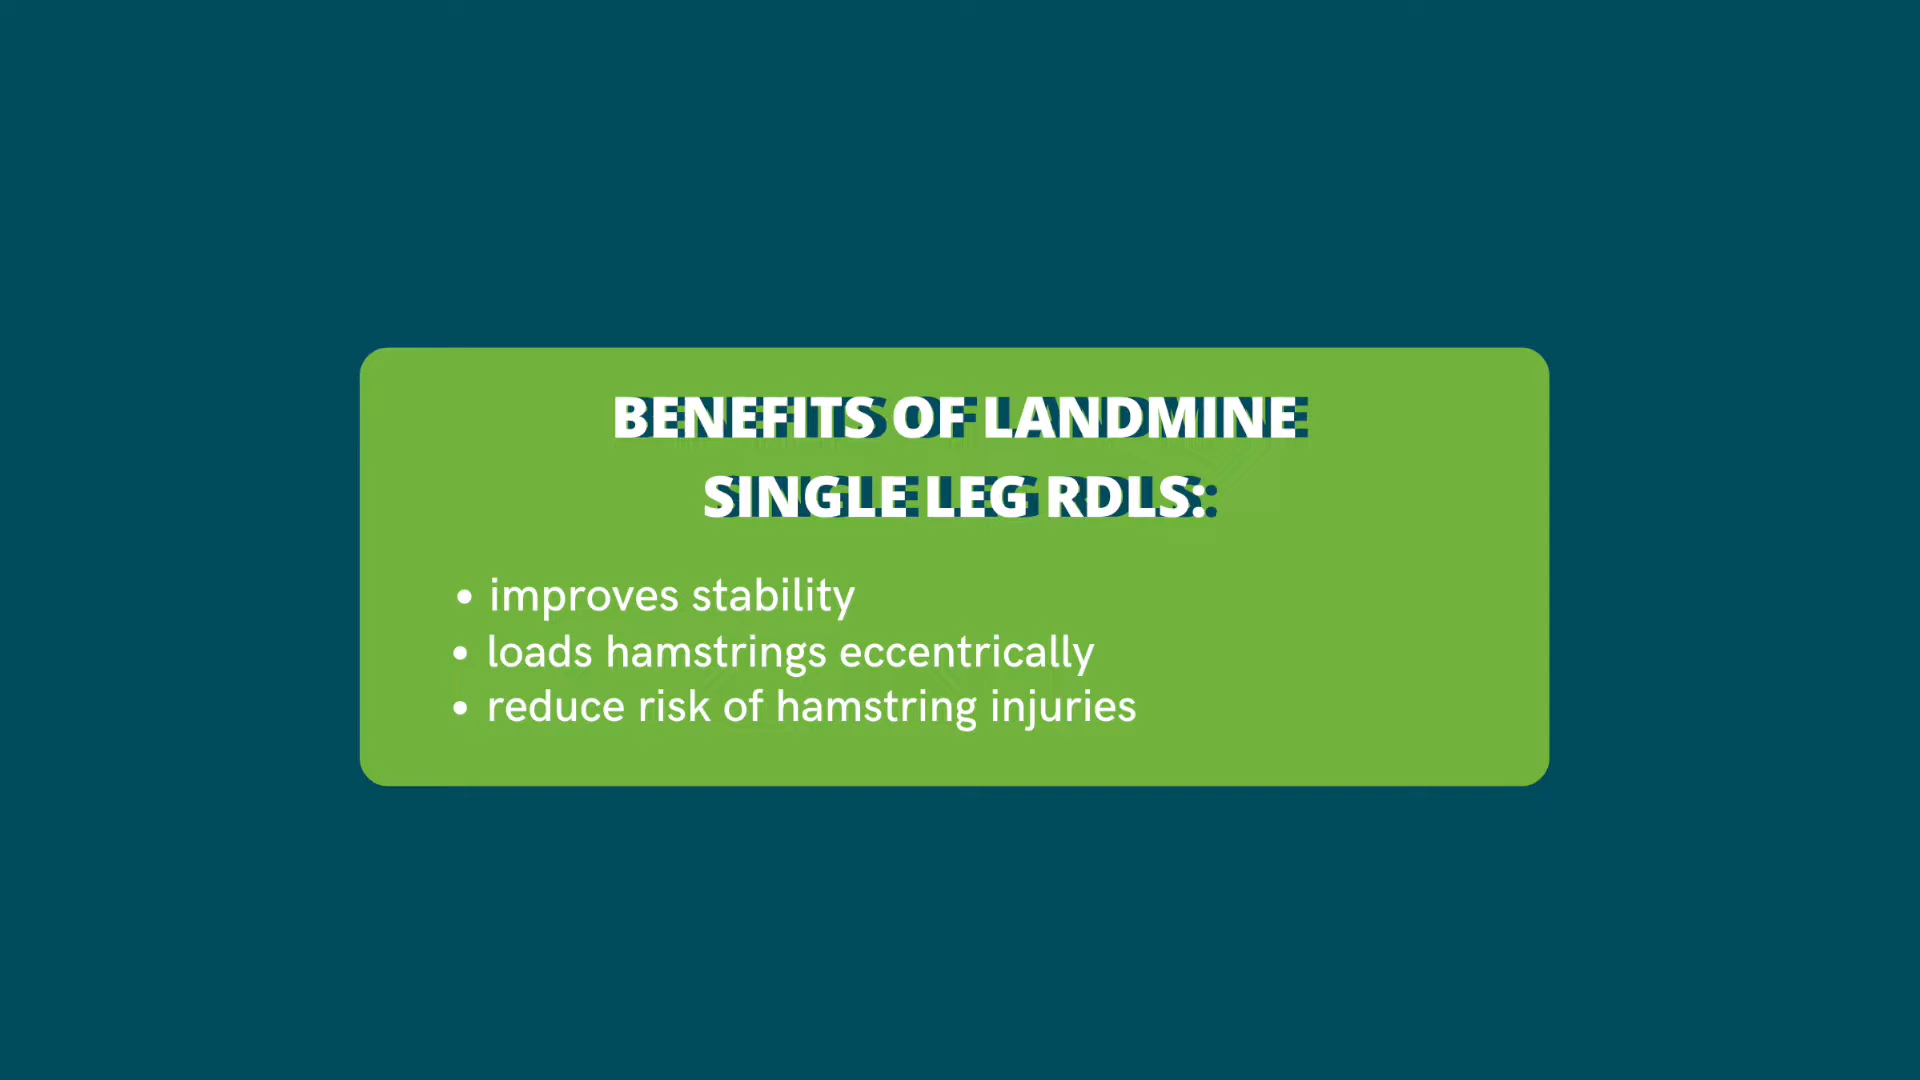 BENEFITS OF LANDMINE
SINGLE LEG RDLS:
• improves stability
• loads hamstrings eccentrically
• reduce risk of hamstring injuries